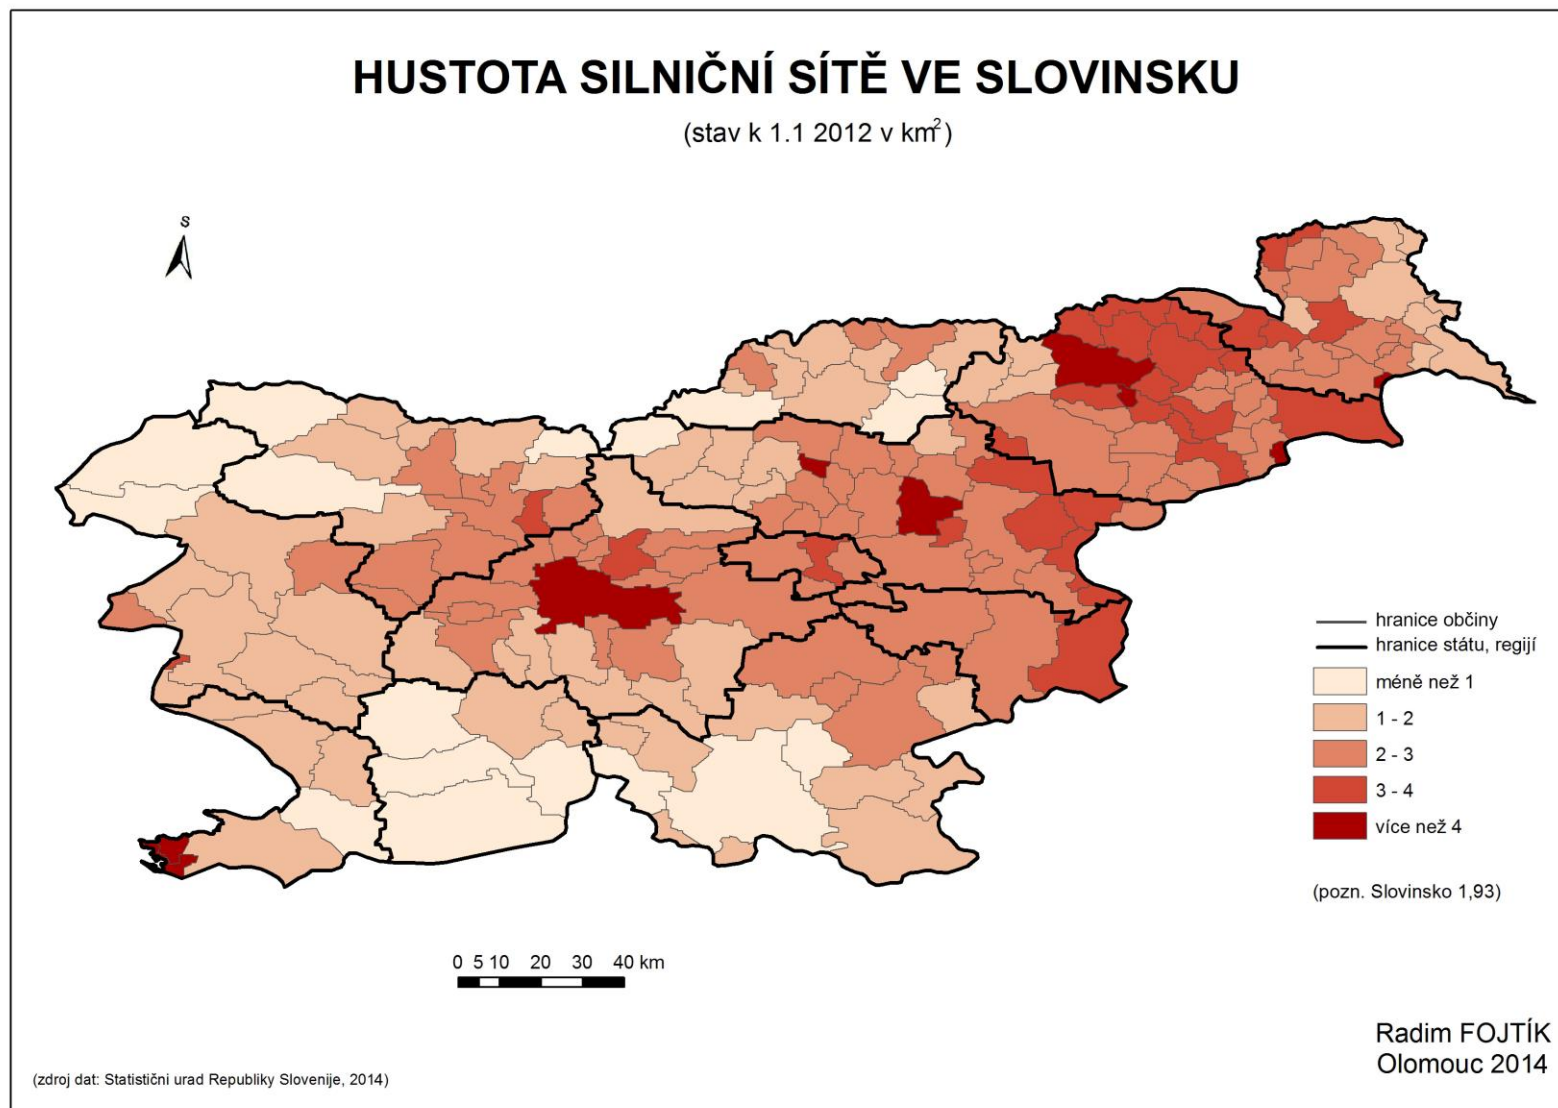 HUSTOTA SILNIČNÍ SÍTĚ VE SLOVINSKU
(stav k 1.1 2012 v km²)
S
hranice občiny
hranice státu, regijí
méně než 1
1 - 2
2 - 3
3 - 4
více než 4
(pozn. Slovinsko 1,93)
0 5 10 20 30 40 km
Radim FOJTÍK
Olomouc 2014
(zdroj dat: Statistični urad Republiky Slovenije, 2014)